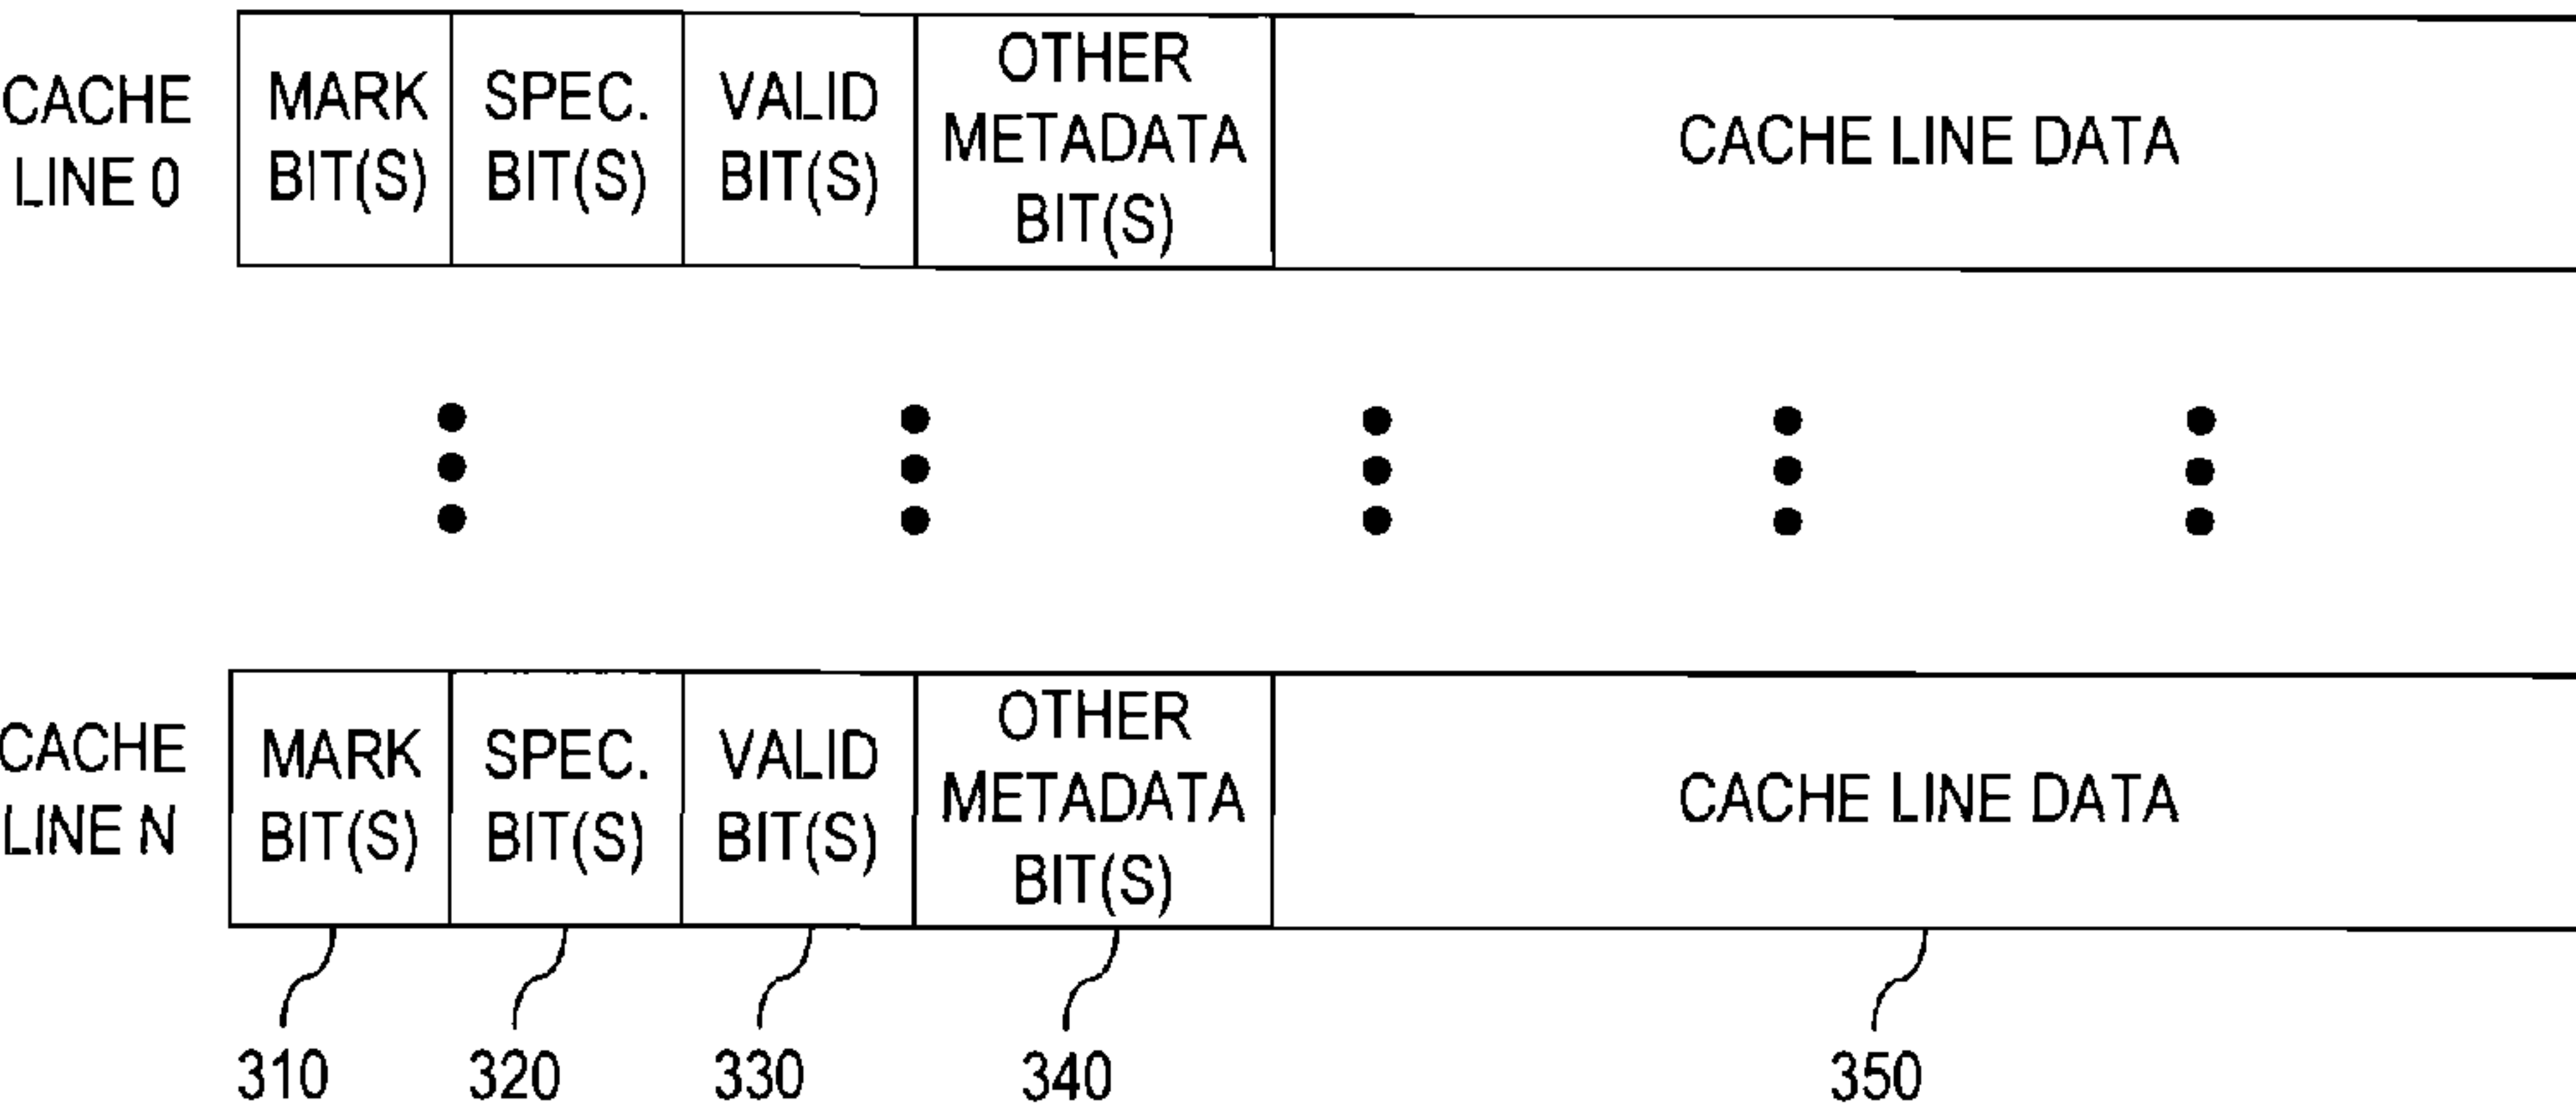 CACHE
LINE 0
MARK
BIT(S)
SPEC.
BIT(S)
VALID
BIT(S)
OTHER
METADATA
BIT(S)
CACHE LINE DATA
CACHE
LINE N
MARK
BIT(S)
SPEC.
BIT(S)
VALID
BIT(S)
OTHER
METADATA
BIT(S)
CACHE LINE DATA
310
320
330
340
350